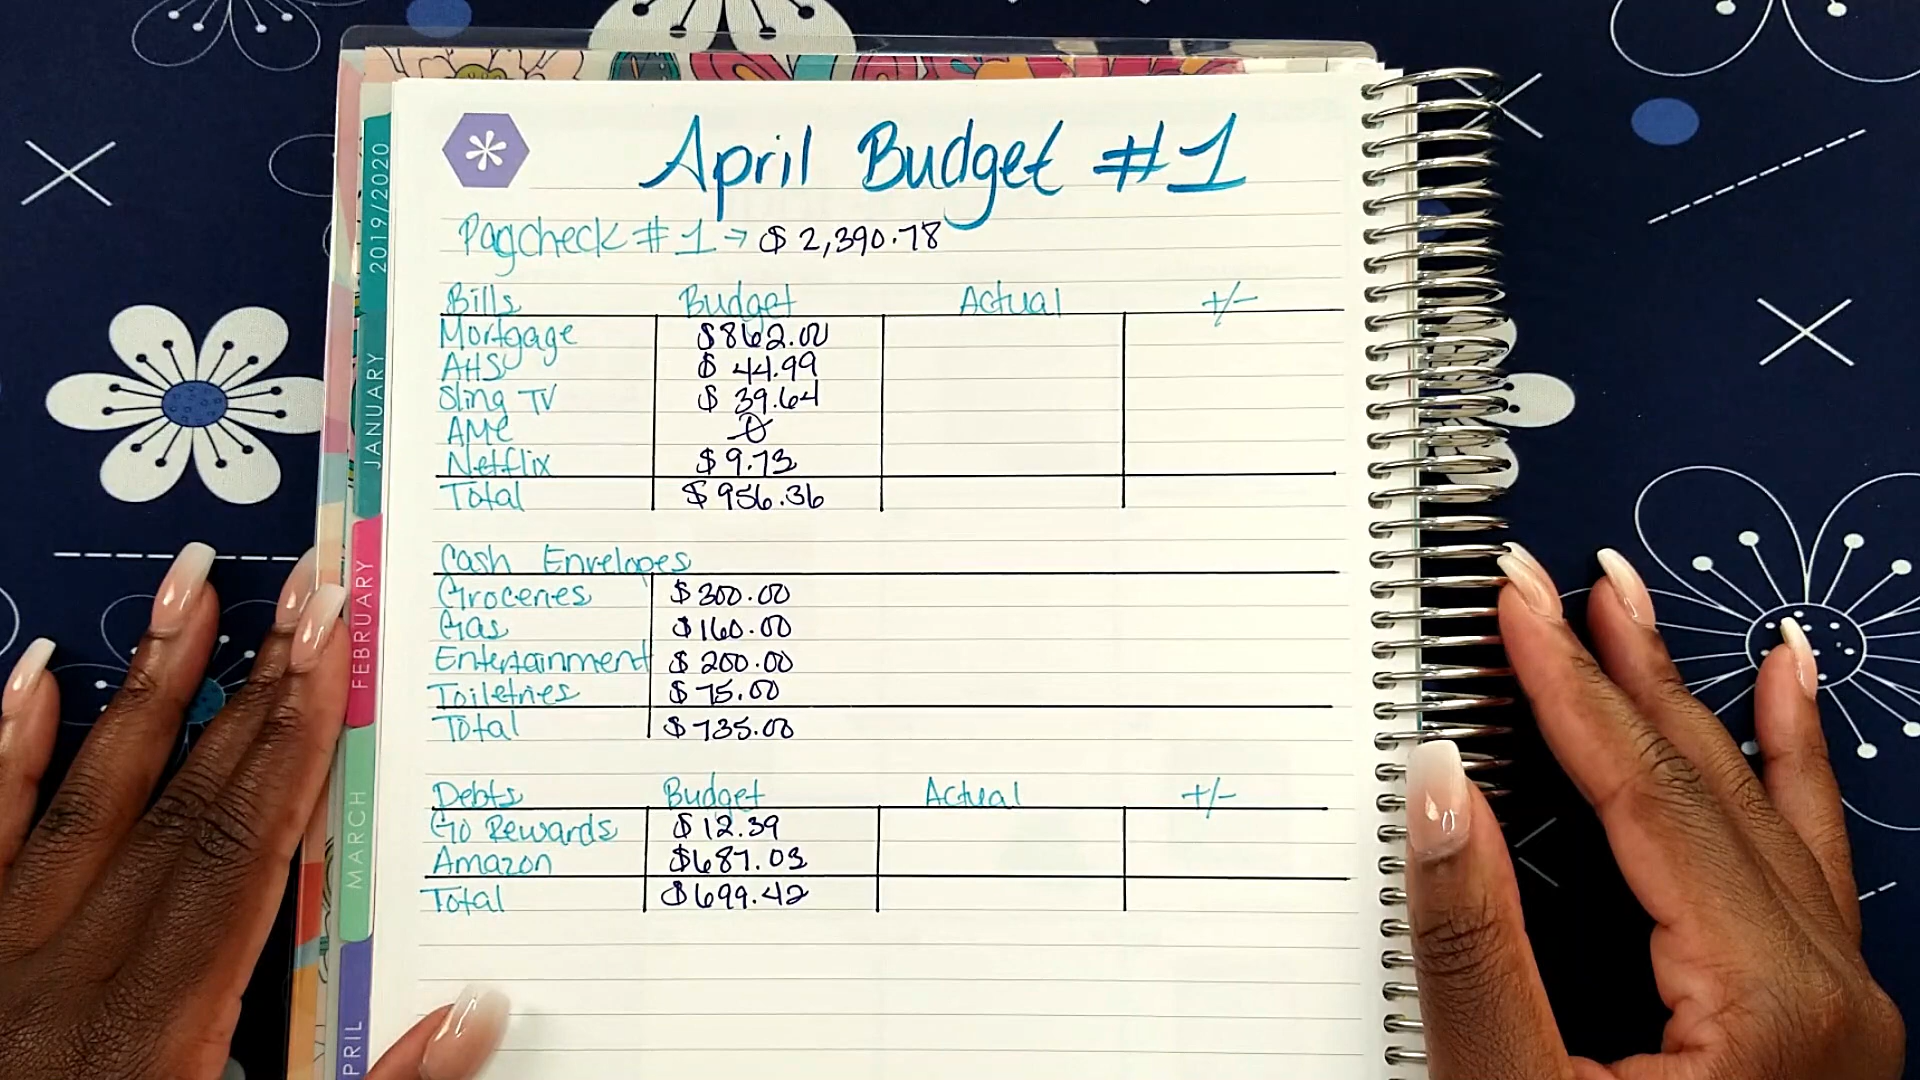 April Budget #1
Paycheck #1 → $2,390.78
Bills Budget Actual +/-
Mortgage $862.00
AHS $44.99
Sling TV $39.64
AMC 0
Netflix $9.73
Total $956.36
Cash Envelopes
Groceries $300.00
Gas $160.00
Entertainment $200.00
Toiletries $75.00
Total $735.00
Debts Budget Actual +/-
Go Rewards $12.39
Amazon $687.03
Total $699.42
2019/2020
JANUARY
FEBRUARY
MARCH
PRIL